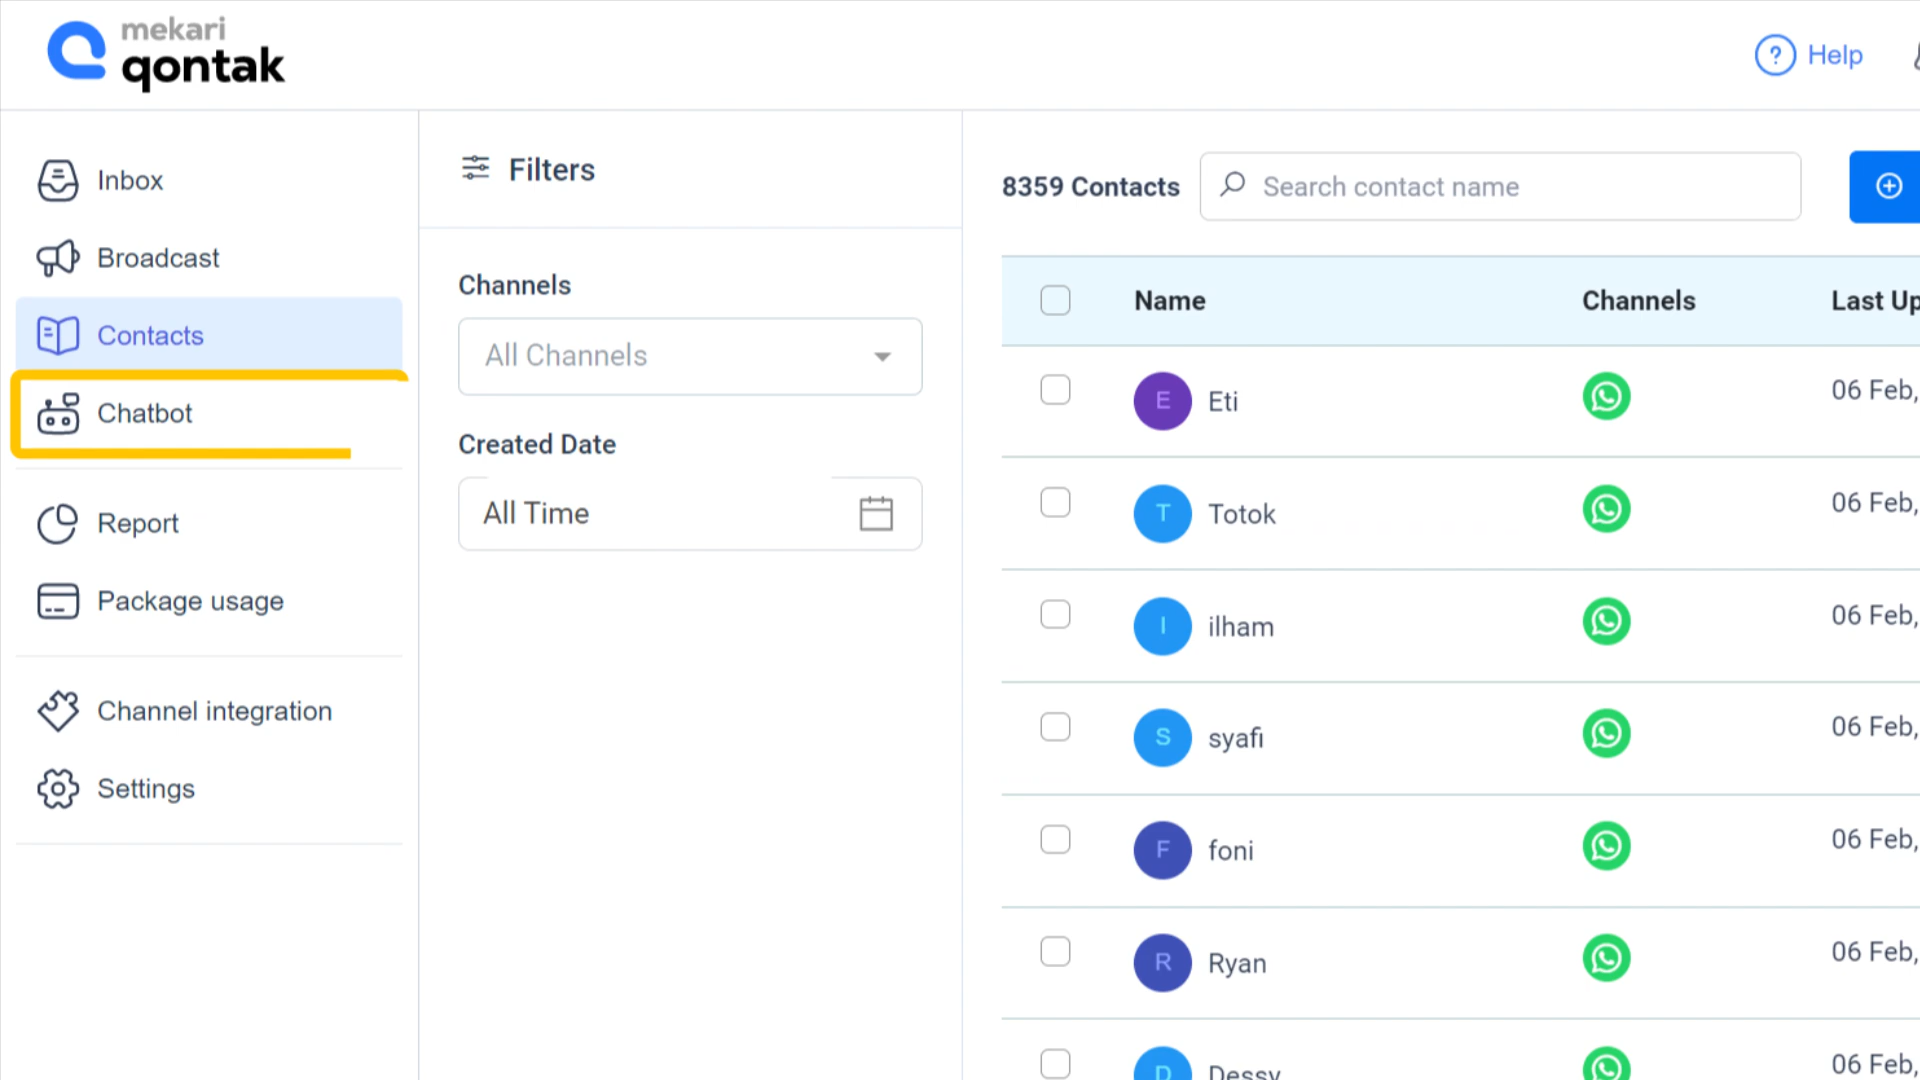 mekari
qontak
Help
Inbox
Broadcast
Contacts
Chatbot
Report
Package usage
Channel integration
Settings
Filters
Channels
All Channels
Created Date
All Time
8359 Contacts
Search contact name
Name
Channels
Last Up
E
Eti
06 Feb,
T
Totok
06 Feb,
I
ilham
06 Feb,
S
syafi
06 Feb,
F
foni
06 Feb,
R
Ryan
06 Feb,
D
Dessy
06 Feb,